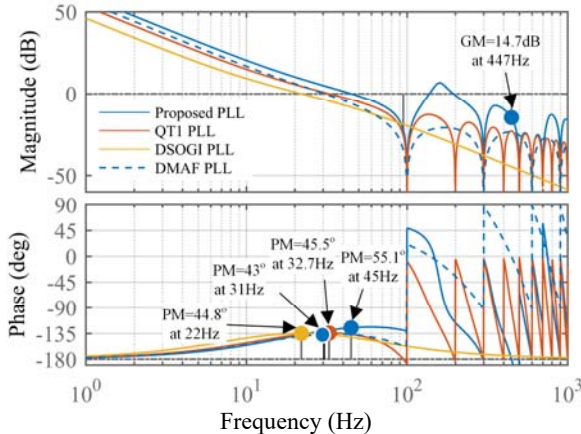 50
0
-50
Magnitude (dB)
GM=14.7dB
at 447Hz
Proposed PLL
QT1 PLL
DSOGI PLL
DMAF PLL
90
45
0
-45
-90
-135
-180
Phase (deg)
PM=45.5°
at 32.7Hz
PM=43°
at 31Hz
PM=55.1°
at 45Hz
PM=44.8°
at 22Hz
10⁰
10¹
10²
10³
Frequency (Hz)